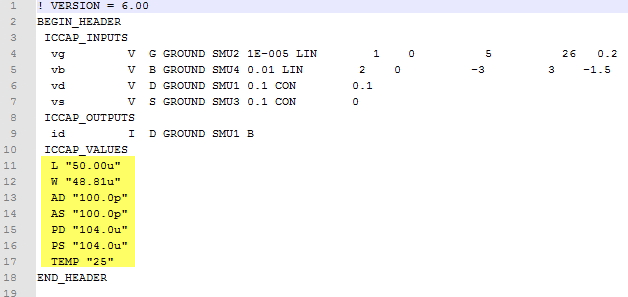 1 ! VERSION = 6.00
2 BEGIN_HEADER
3 ICCAP_INPUTS
4 vg V G GROUND SMU2 1E-005 LIN 1 0 5 26 0.2
5 vb V B GROUND SMU4 0.01 LIN 2 0 -3 3 -1.5
6 vd V D GROUND SMU1 0.1 CON 0.1
7 vs V S GROUND SMU3 0.1 CON 0
8 ICCAP_OUTPUTS
9 id I D GROUND SMU1 B
10 ICCAP_VALUES
11 L "50.00u"
12 W "48.81u"
13 AD "100.0p"
14 AS "100.0p"
15 PD "104.0u"
16 PS "104.0u"
17 TEMP "25"
18 END_HEADER
19